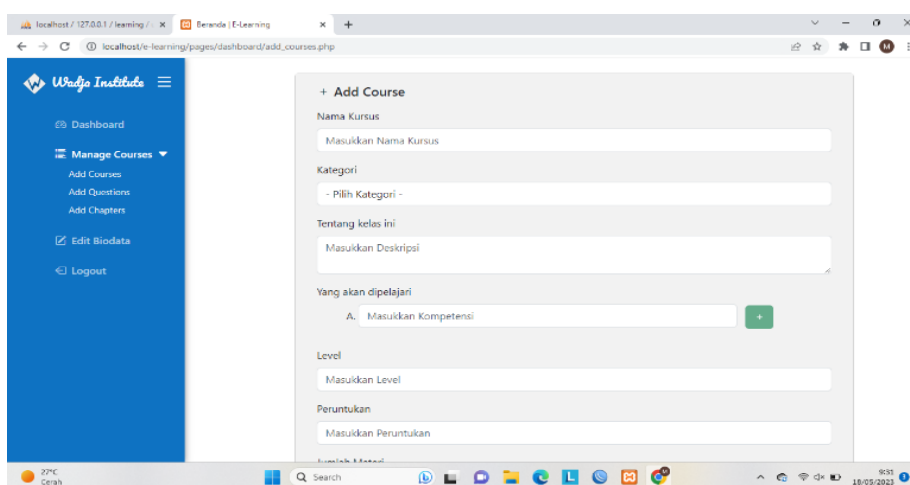 localhost / 127.0.0.1 / learning /
Beranda | E-Learning
localhost/e-learning/pages/dashboard/add_courses.php
M
Wadja Institute
Dashboard
Manage Courses
Add Courses
Add Questions
Add Chapters
Edit Biodata
Logout
+ Add Course
Nama Kursus
Masukkan Nama Kursus
Kategori
- Pilih Kategori -
Tentang kelas ini
Masukkan Deskripsi
Yang akan dipelajari
A. Masukkan Kompetensi +
Level
Masukkan Level
Peruntukan
Masukkan Peruntukan
Jumlah Materi
27°C
Cerah
Search
9:51
18/05/2023